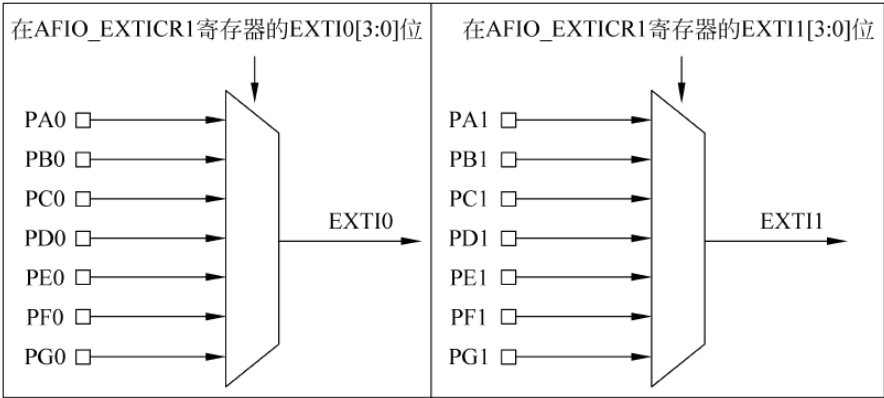 在AFIO_EXTICR1寄存器的EXTI0[3:0]位
PA0
PB0
PC0
PD0
PE0
PF0
PG0
EXTI0
在AFIO_EXTICR1寄存器的EXTI1[3:0]位
PA1
PB1
PC1
PD1
PE1
PF1
PG1
EXTI1